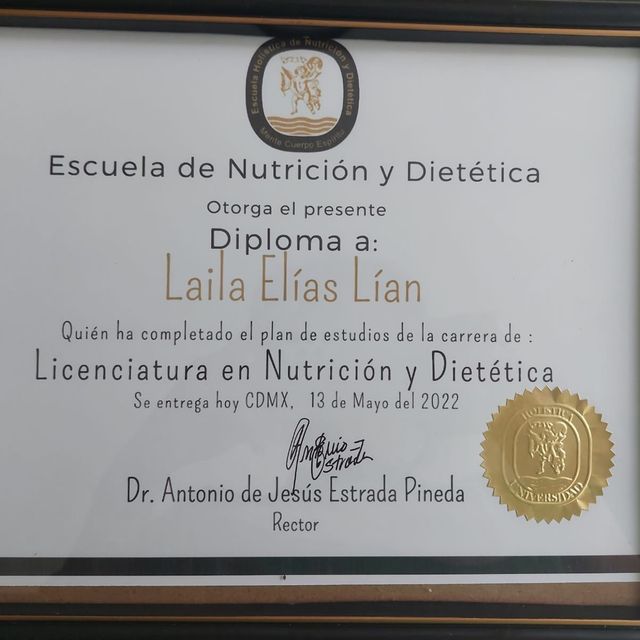 Escuela Holística de Nutrición y Dietética
Mente Cuerpo Espíritu
Escuela de Nutrición y Dietética
Otorga el presente
Diploma a:
Laila Elías Lían
Quién ha completado el plan de estudios de la carrera de :
Licenciatura en Nutrición y Dietética
Se entrega hoy CDMX, 13 de Mayo del 2022
Dr. Antonio de Jesús Estrada Pineda
Rector
HOLISTICA
UNIVERSIDAD